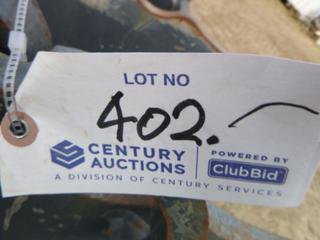 LOT NO
402.
CENTURY
AUCTIONS
POWERED BY
ClubBid
A DIVISION OF CENTURY SERVICES